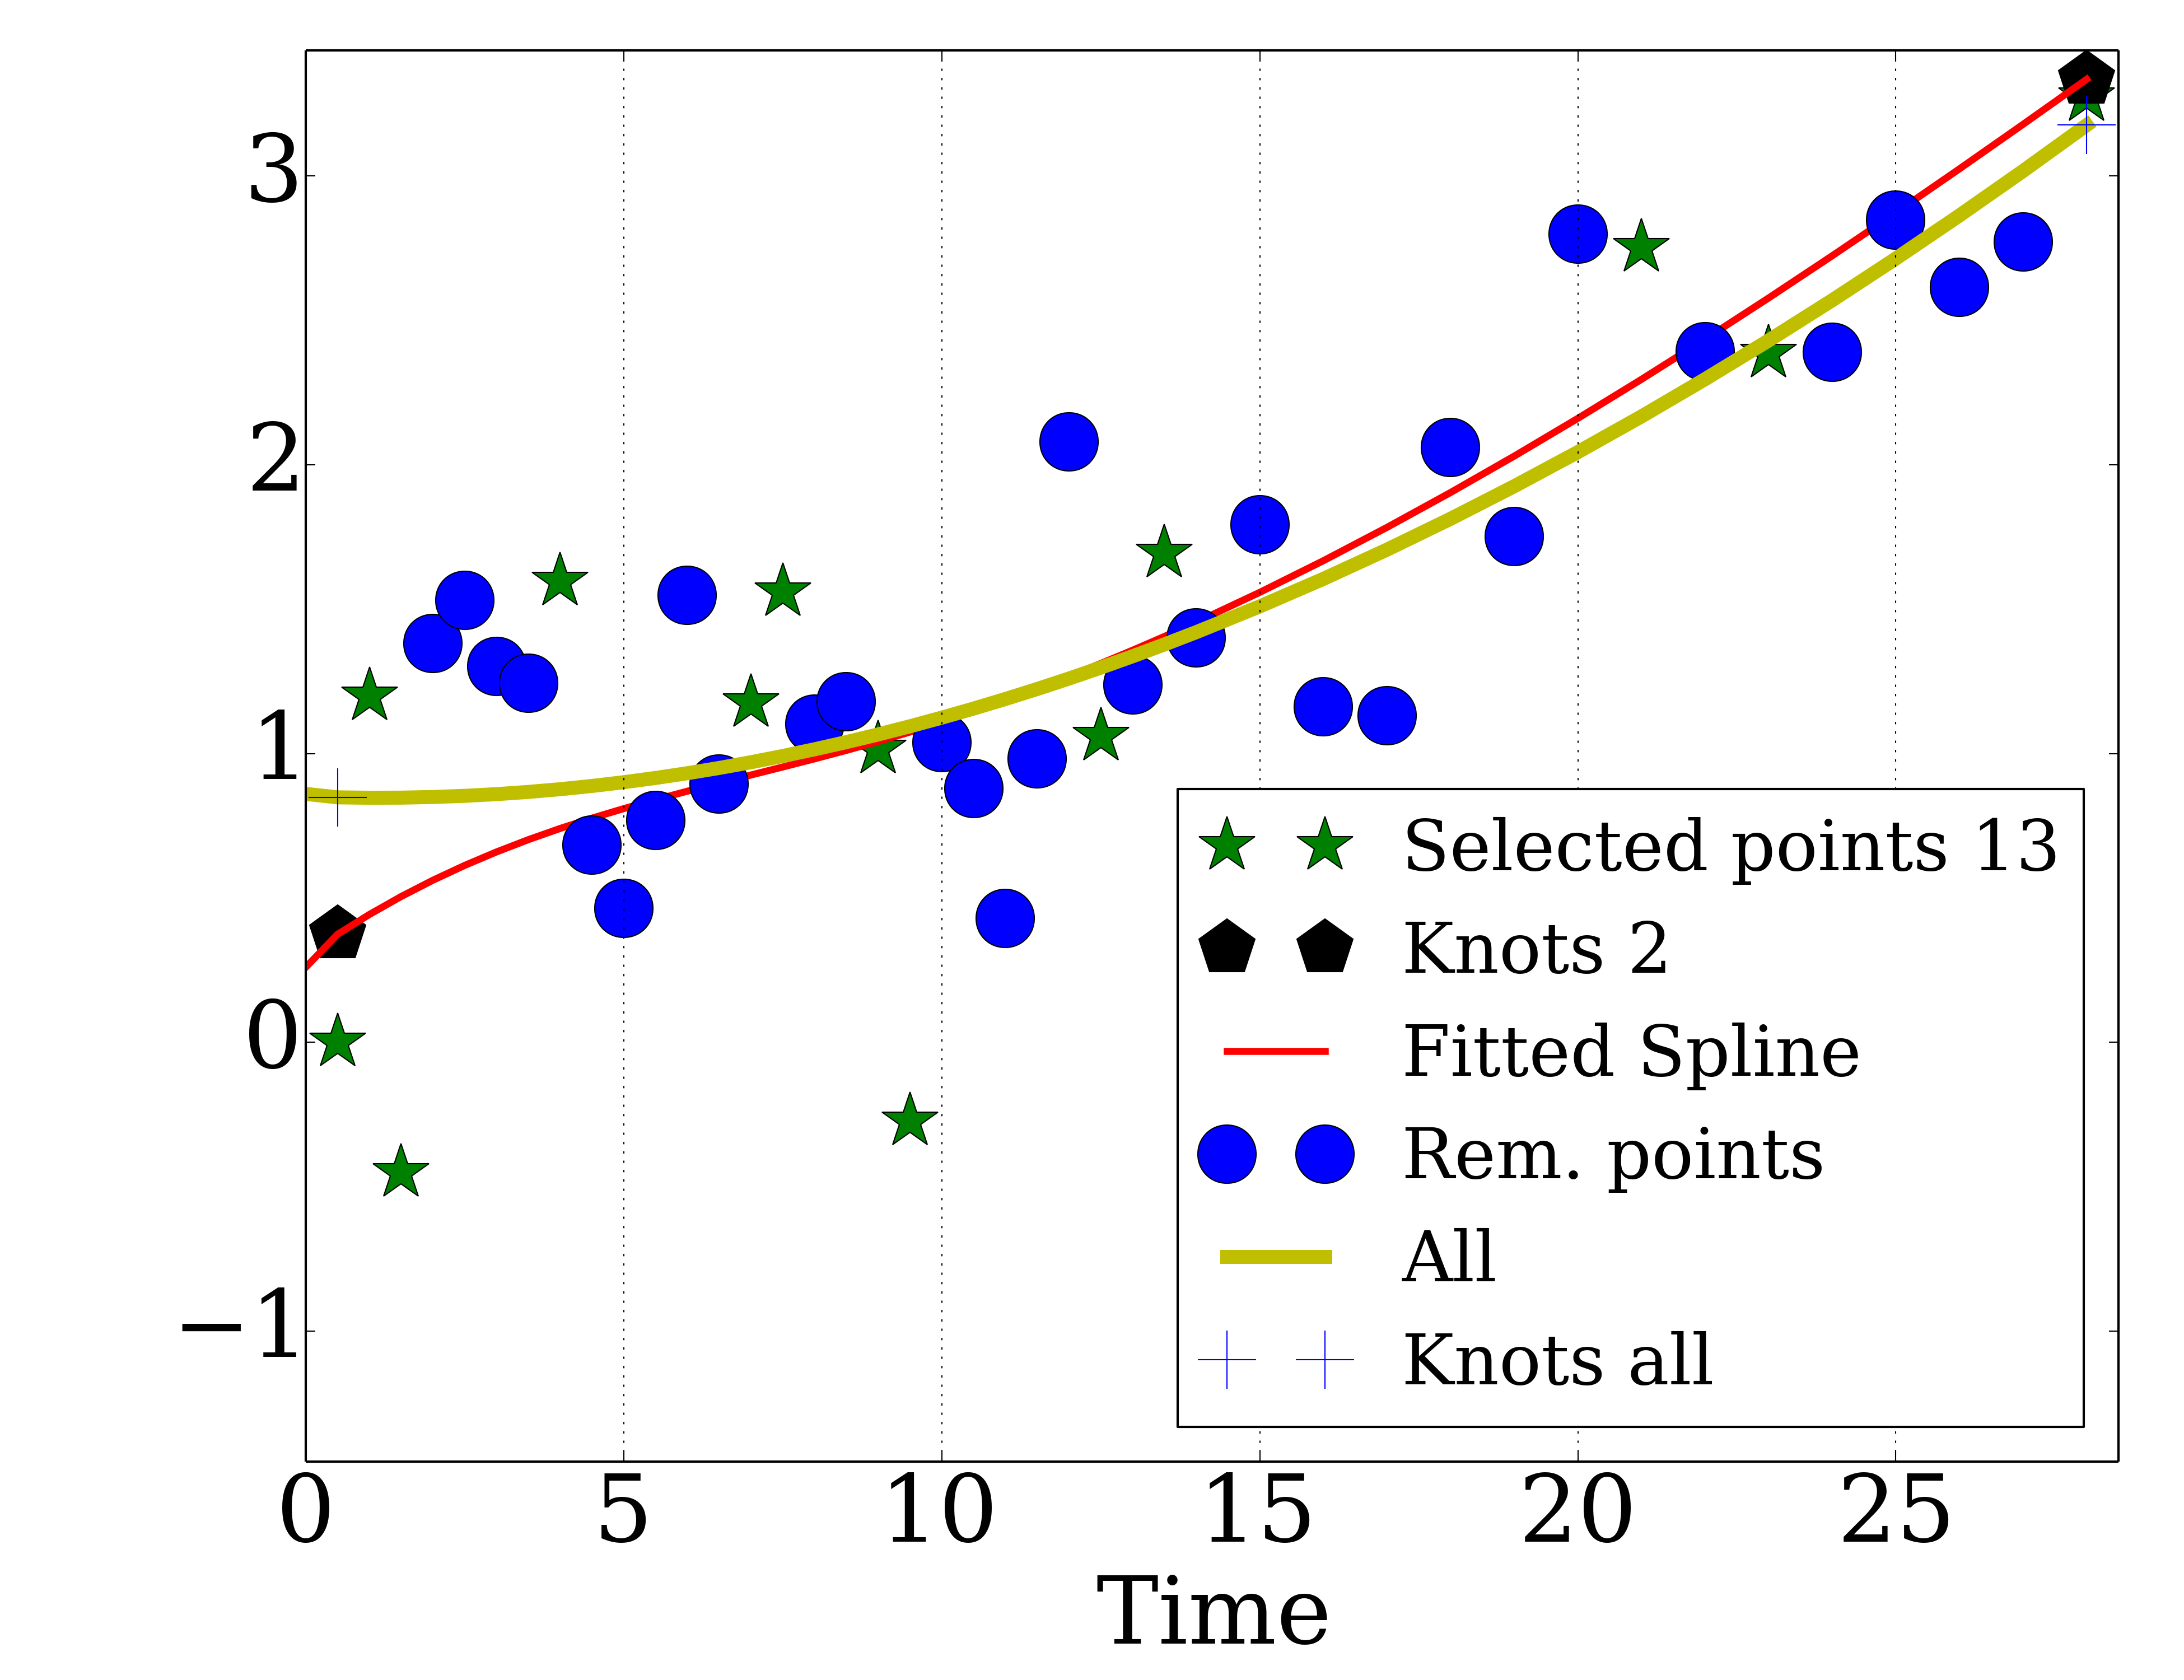 3
2
1
0
−1
Selected points 13
Knots 2
Fitted Spline
Rem. points
All
Knots all
0 5 10 15 20 25
Time